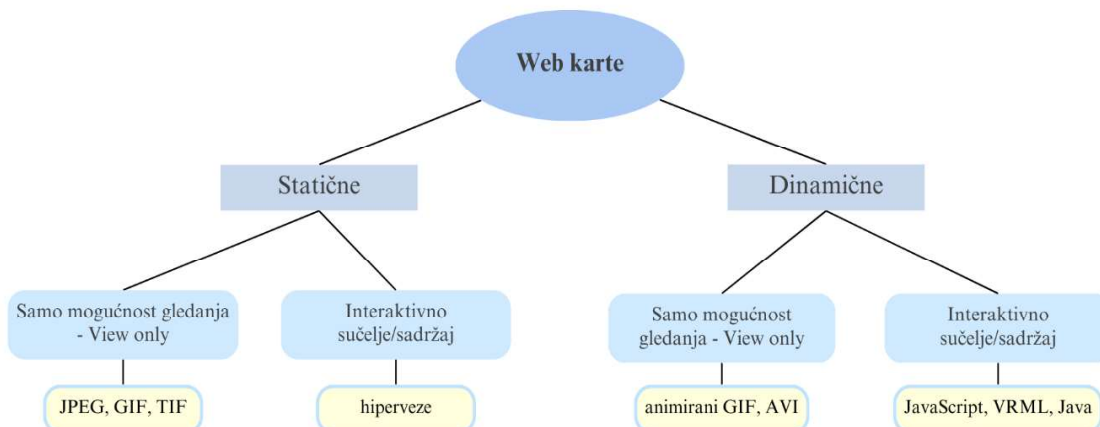 Web karte
Statične
Dinamične
Samo mogućnost gledanja
- View only
Interaktivno
sučelje/sadržaj
Samo mogućnost
gledanja - View only
Interaktivno
sučelje/sadržaj
JPEG, GIF, TIF
hiperveze
animirani GIF, AVI
JavaScript, VRML, Java